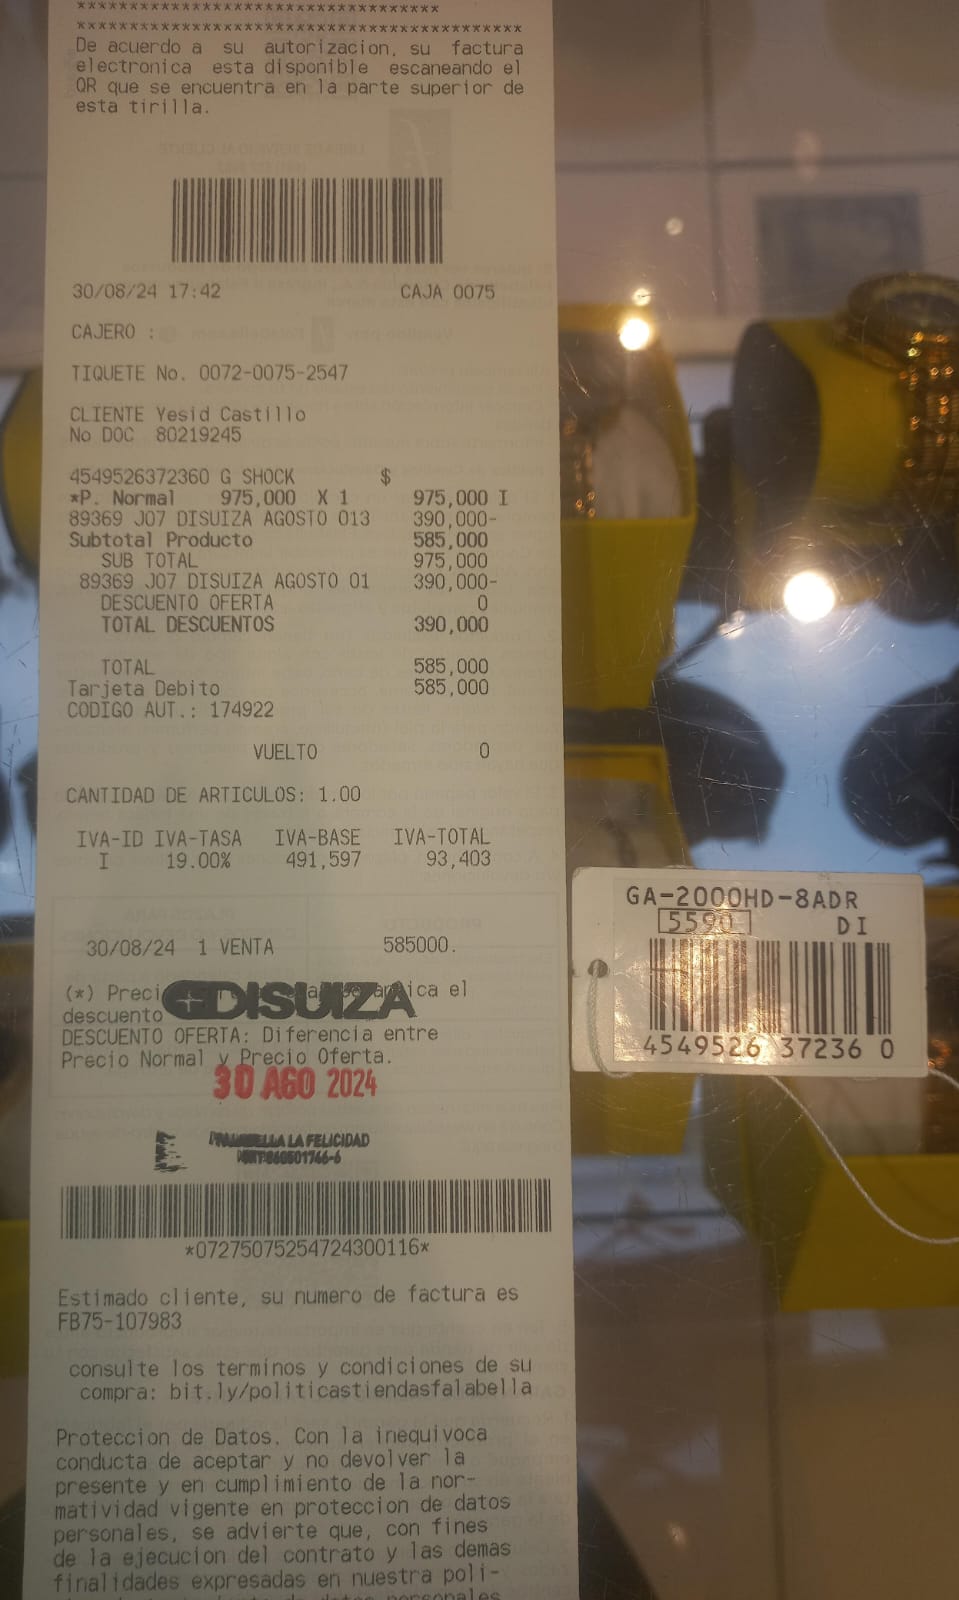 ***********************************
*******************************************
De acuerdo a su autorizacion, su factura
electronica esta disponible escaneando el
QR que se encuentra en la parte superior de
esta tirilla.
30/08/24 17:42 CAJA 0075
CAJERO :
TIQUETE No. 0072-0075-2547
CLIENTE Yesid Castillo
No DOC 80219245
4549526372360 G SHOCK $
*P. Normal 975,000 X 1 975,000 I
89369 J07 DISUIZA AGOSTO 013 390,000-
Subtotal Producto 585,000
SUB TOTAL 975,000
89369 J07 DISUIZA AGOSTO 01 390,000-
DESCUENTO OFERTA 0
TOTAL DESCUENTOS 390,000
TOTAL 585,000
Tarjeta Debito 585,000
CODIGO AUT.: 174922
VUELTO 0
CANTIDAD DE ARTICULOS: 1.00
IVA-ID IVA-TASA IVA-BASE IVA-TOTAL
I 19.00% 491,597 93,403
30/08/24 1 VENTA 585000.
(*) Preci ica el
DISUIZA
descuento
DESCUENTO OFERTA: Diferencia entre
Precio Normal y Precio Oferta.
30 AGO 2024
LA FELICIDAD
*07275075254724300116*
Estimado cliente, su numero de factura es
FB75-107983
consulte los terminos y condiciones de su
compra: bit.ly/politicastiendasfalabella
Proteccion de Datos. Con la inequivoca
conducta de aceptar y no devolver la
presente y en cumplimiento de la nor-
matividad vigente en proteccion de datos
personales, se advierte que, con fines
de la ejecucion del contrato y las demas
finalidades expresadas en nuestra poli-
GA-2000HD-8ADR
5590 DI
4549526 37236 0